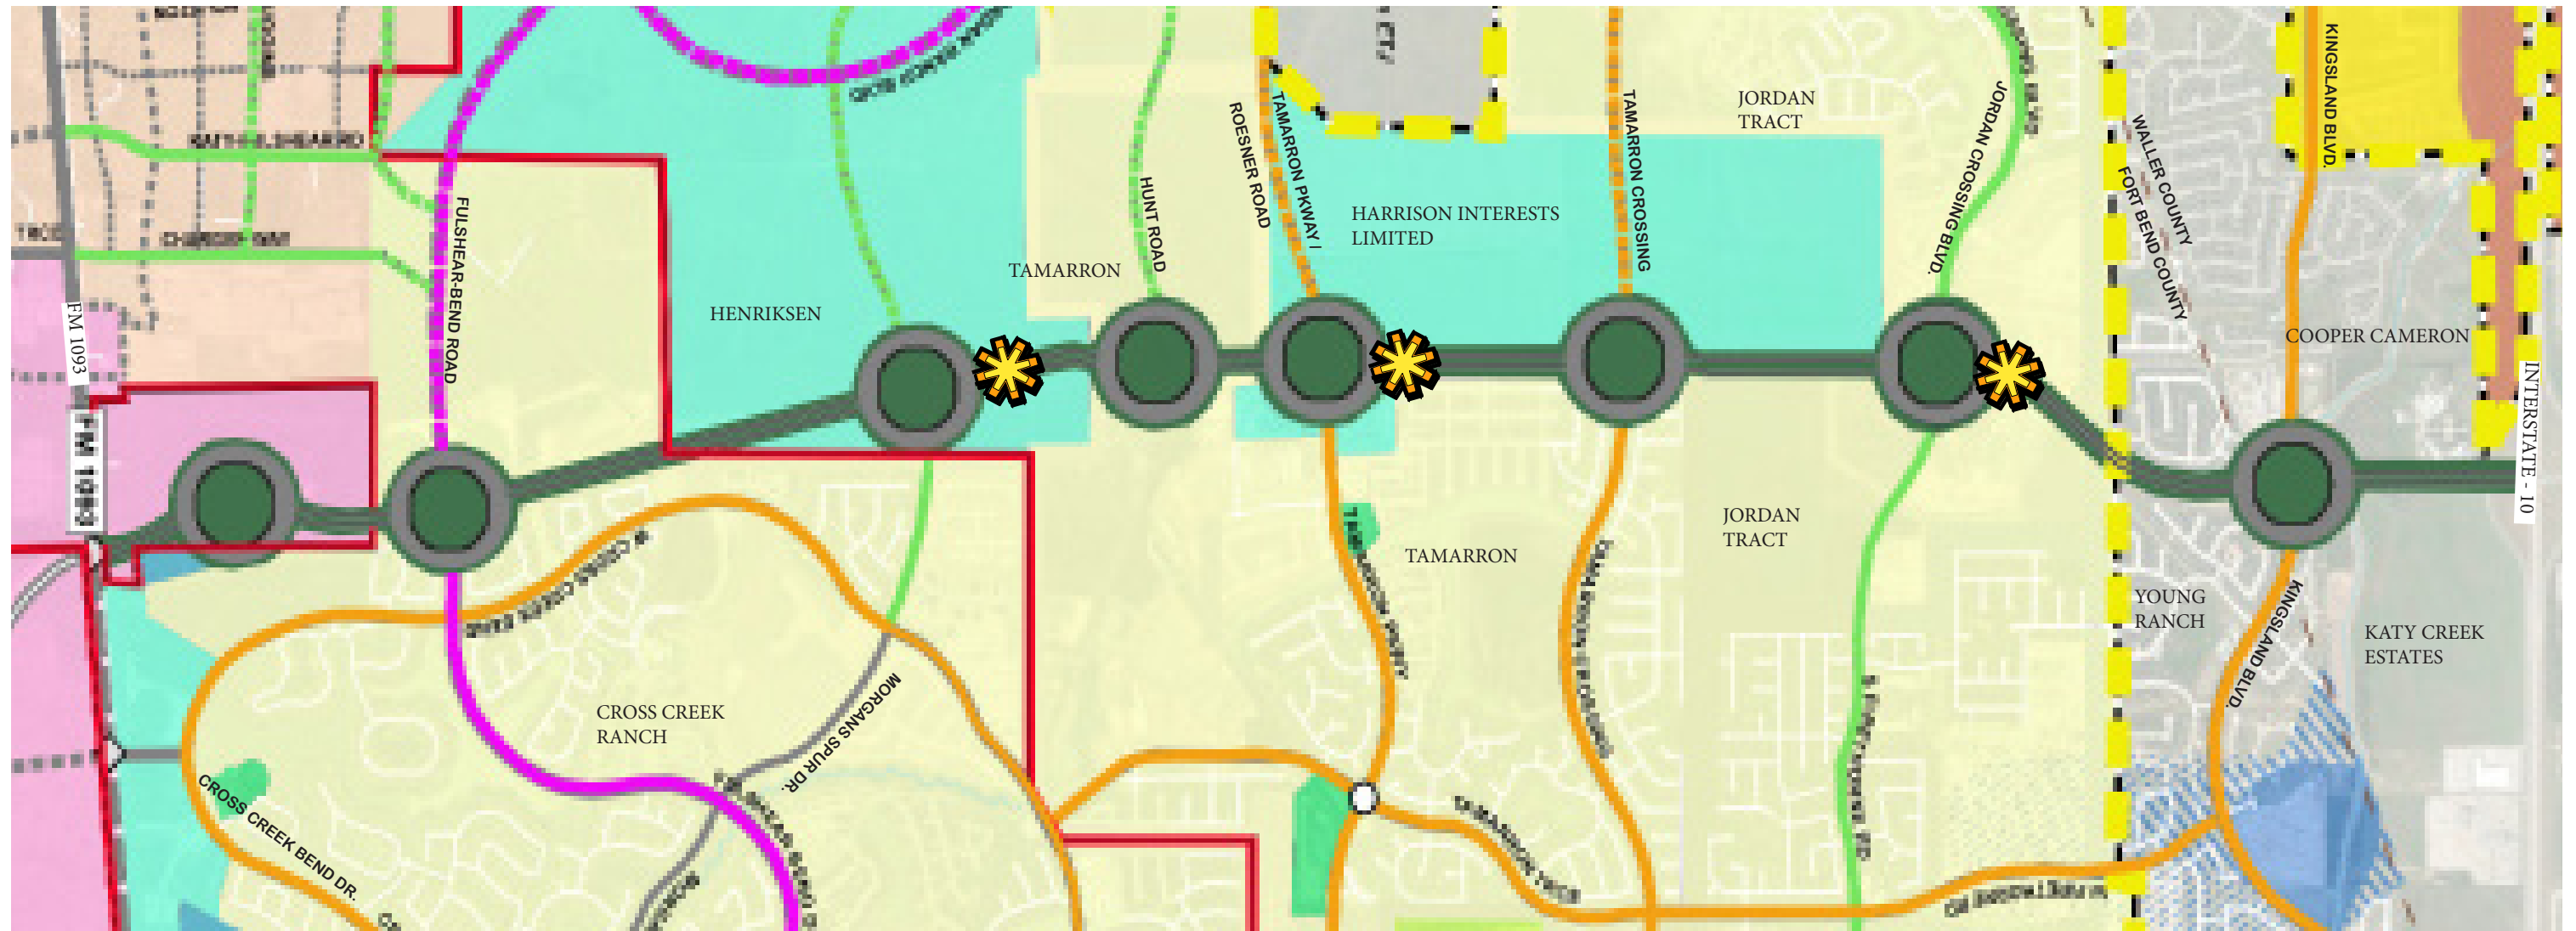 KINGSLAND BLVD.
JORDAN
TRACT
JORDAN CROSSING BLVD.
TAMARRON CROSSING
TAMARRON PKWAY /
ROESNER ROAD
WALLER COUNTY
FORT BEND COUNTY
HUNT ROAD
FULSHEAR-BEND ROAD
HARRISON INTERESTS
LIMITED
TAMARRON
HENRIKSEN
FM 1093
COOPER CAMERON
INTERSTATE - 10
FM 1093
JORDAN
TRACT
TAMARRON
YOUNG
RANCH
KINGSLAND BLVD.
KATY CREEK
ESTATES
CROSS CREEK
RANCH
MORGANS SPUR DR.
CROSS CREEK BEND DR.